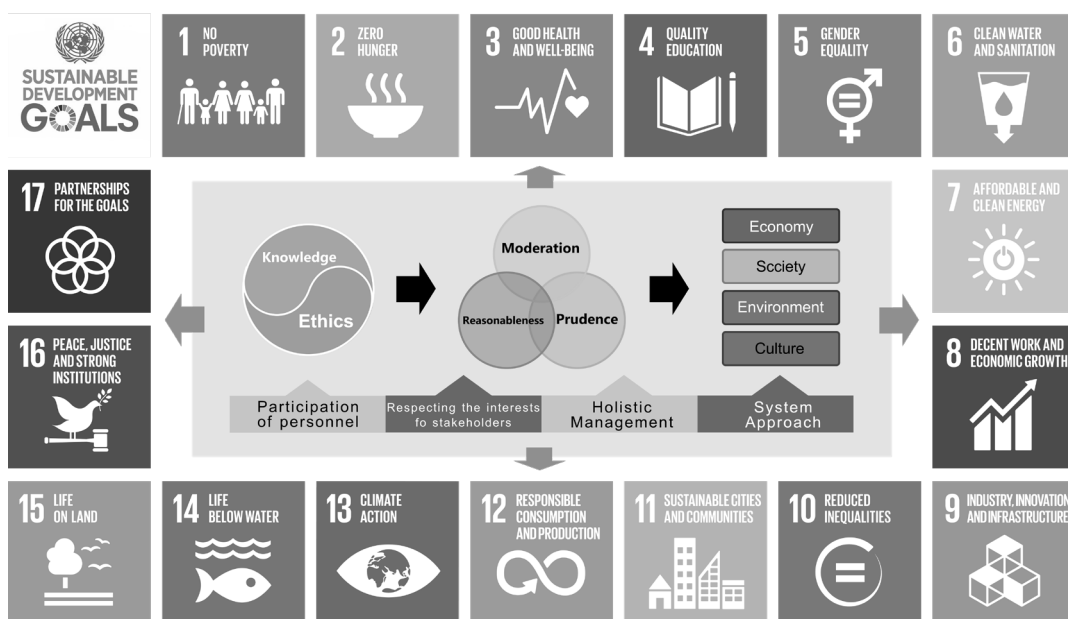 SUSTAINABLE
DEVELOPMENT
GOALS
1 NO
POVERTY
2 ZERO
HUNGER
3 GOOD HEALTH
AND WELL-BEING
4 QUALITY
EDUCATION
5 GENDER
EQUALITY
6 CLEAN WATER
AND SANITATION
17 PARTNERSHIPS
FOR THE GOALS
7 AFFORDABLE AND
CLEAN ENERGY
Knowledge
Ethics
Moderation
Reasonableness
Prudence
Economy
Scciety
Environment
Culture
16 PEACE, JUSTICE
AND STRONG
INSTITUTIONS
8 DECENT WORK AND
ECONOMIC GROWTH
Participation
of personnel
Respecting the interests
fo stakeholders
Holistic
Management
System
Approach
15 LIFE
ON LAND
14 LIFE
BELOW WATER
13 CLIMATE
ACTION
12 RESPONSIBLE
CONSUMPTION
AND PRODUCTION
11 SUSTAINABLE CITIES
AND COMMUNITIES
10 REDUCED
INEQUALITIES
9 INDUSTRY, INNOVATION
AND INFRASTRUCTURE